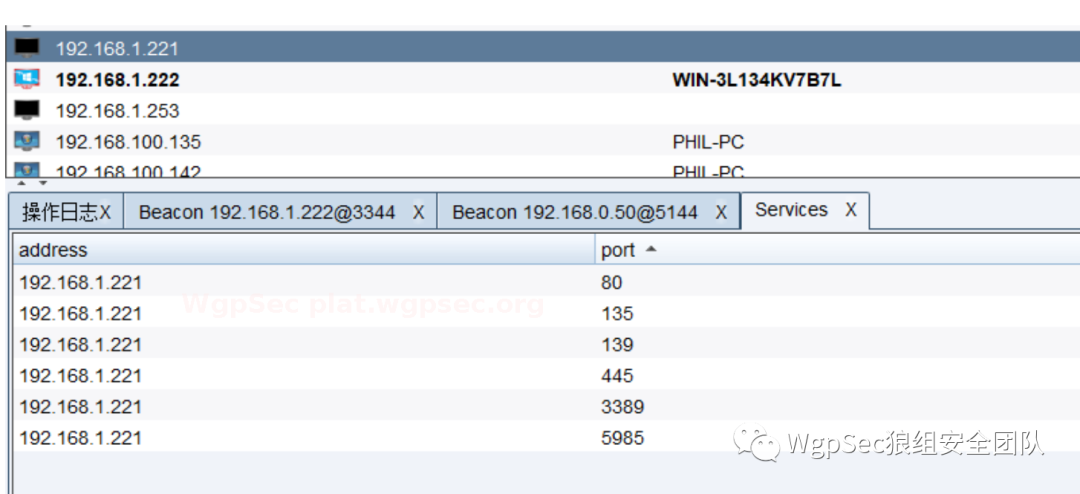 192.168.1.221
192.168.1.222 WIN-3L134KV7B7L
192.168.1.253
192.168.100.135 PHIL-PC
192.168.100.142 PHIL-PC
操作日志X Beacon 192.168.1.222@3344 X Beacon 192.168.0.50@5144 X Services X
address port
192.168.1.221 80
WgpSec plat.wgpsec.org
192.168.1.221 135
192.168.1.221 139
192.168.1.221 445
192.168.1.221 3389
192.168.1.221 5985
WgpSec狼组安全团队